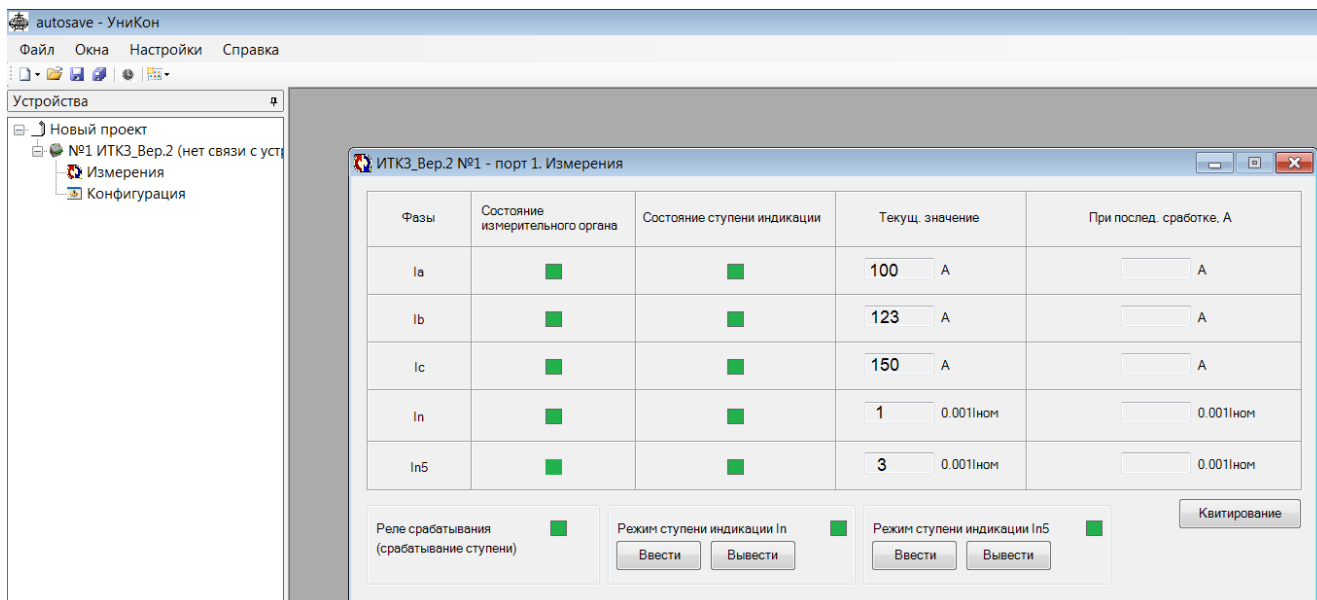 autosave - УниКон
Файл Окна Настройки Справка
Устройства
Новый проект
№1 ИТКЗ_Вер.2 (нет связи с уст
Измерения
Конфигурация
ИТКЗ_Вер.2 №1 - порт 1. Измерения
Фазы Состояние измерительного органа Состояние ступени индикации Текущ. значение При послед. сработке, А
Ia 100 А А
Ib 123 А А
Ic 150 А А
In 1 0.001Iном 0.001Iном
In5 3 0.001Iном 0.001Iном
Квитирование
Реле срабатывания
(срабатывание ступени)
Режим ступени индикации In
Ввести Вывести
Режим ступени индикации In5
Ввести Вывести